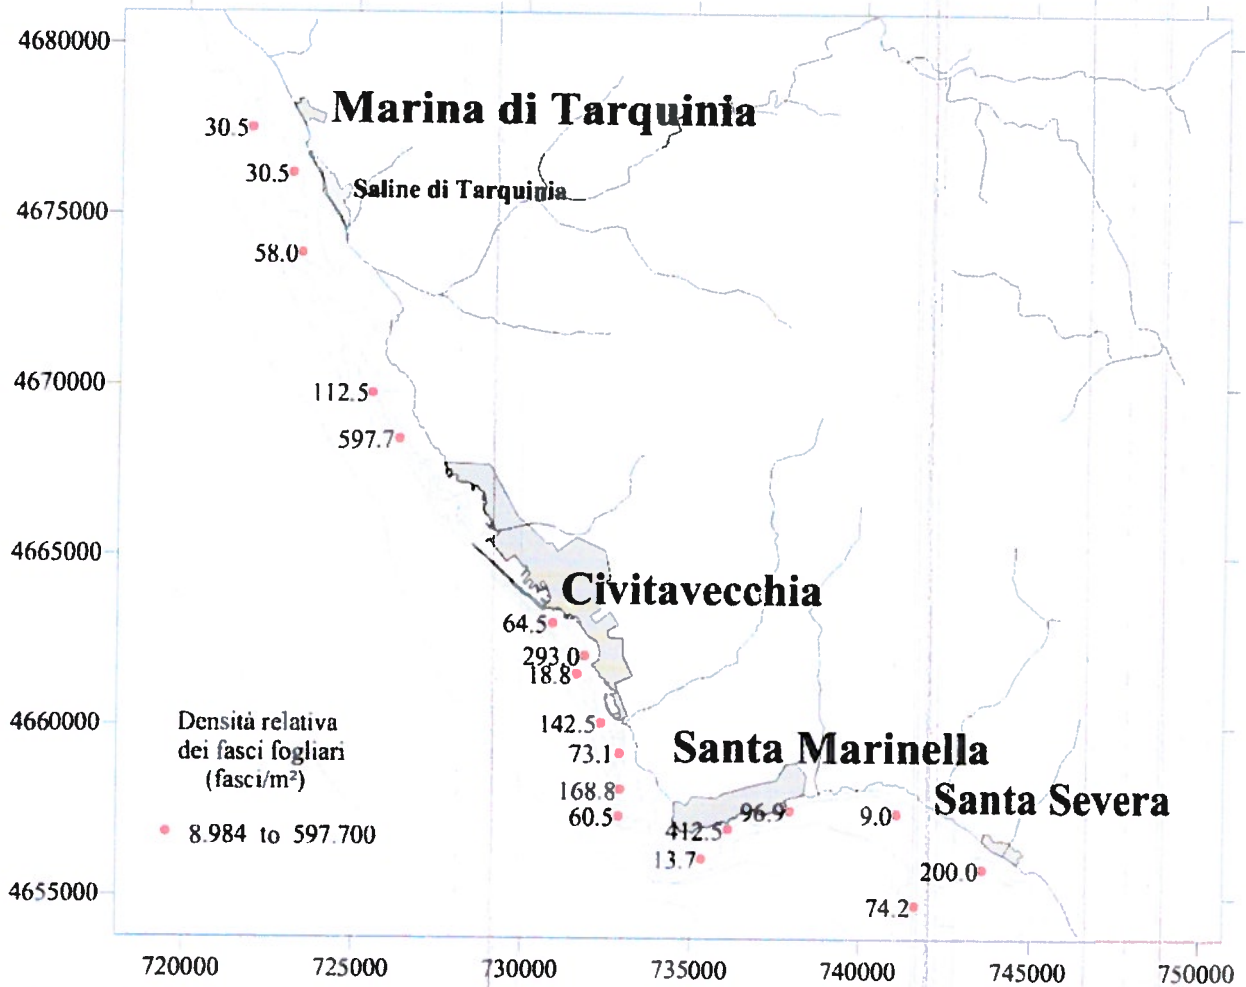 4680000
Marina di Tarquinia
30.5
30.5
Saline di Tarquinia
4675000
58.0
4670000
112.5
597.7
4665000
Civitavecchia
64.5
293.0
18.8
4660000
142.5
Densità relativa
dei fasci fogliari
(fasci/m²)
73.1
Santa Marinella
168.8
60.5
96.9
9.0
Santa Severa
8.984 to 597.700
412.5
13.7
200.0
4655000
74.2
720000 725000 730000 735000 740000 745000 750000